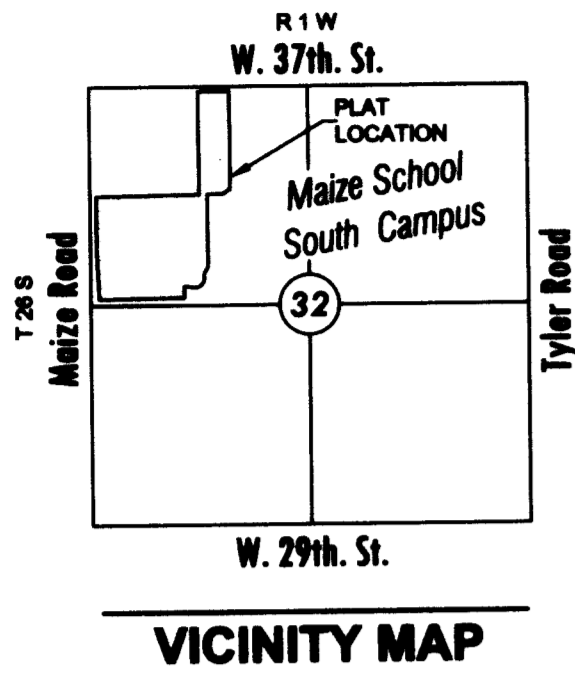 R 1 W
W. 37th. St.
PLAT
LOCATION
Maize School
South Campus
T 26 S
Maize Road
32
Tyler Road
W. 29th. St.
VICINITY MAP